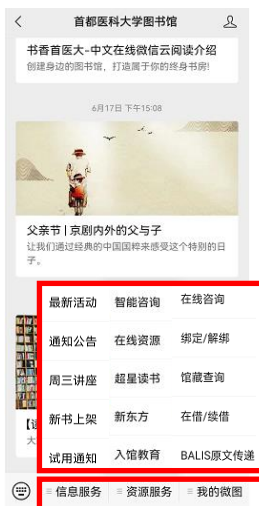 首都医科大学图书馆
书香首医大-中文在线微信云阅读介绍
创建身边的图书馆，打造属于你的终身书房!
6月17日 下午15:08
父亲节 | 京剧内外的父与子
让我们通过经典的中国国粹来感受这个特别的日
子。
最新活动 智能咨询 在线咨询
通知公告 在线资源 绑定/解绑
周三讲座 超星读书 馆藏查询
新书上架 新东方 在借/续借
试用通知 入馆教育 BALIS原文传递
大
信息服务 资源服务 我的微图